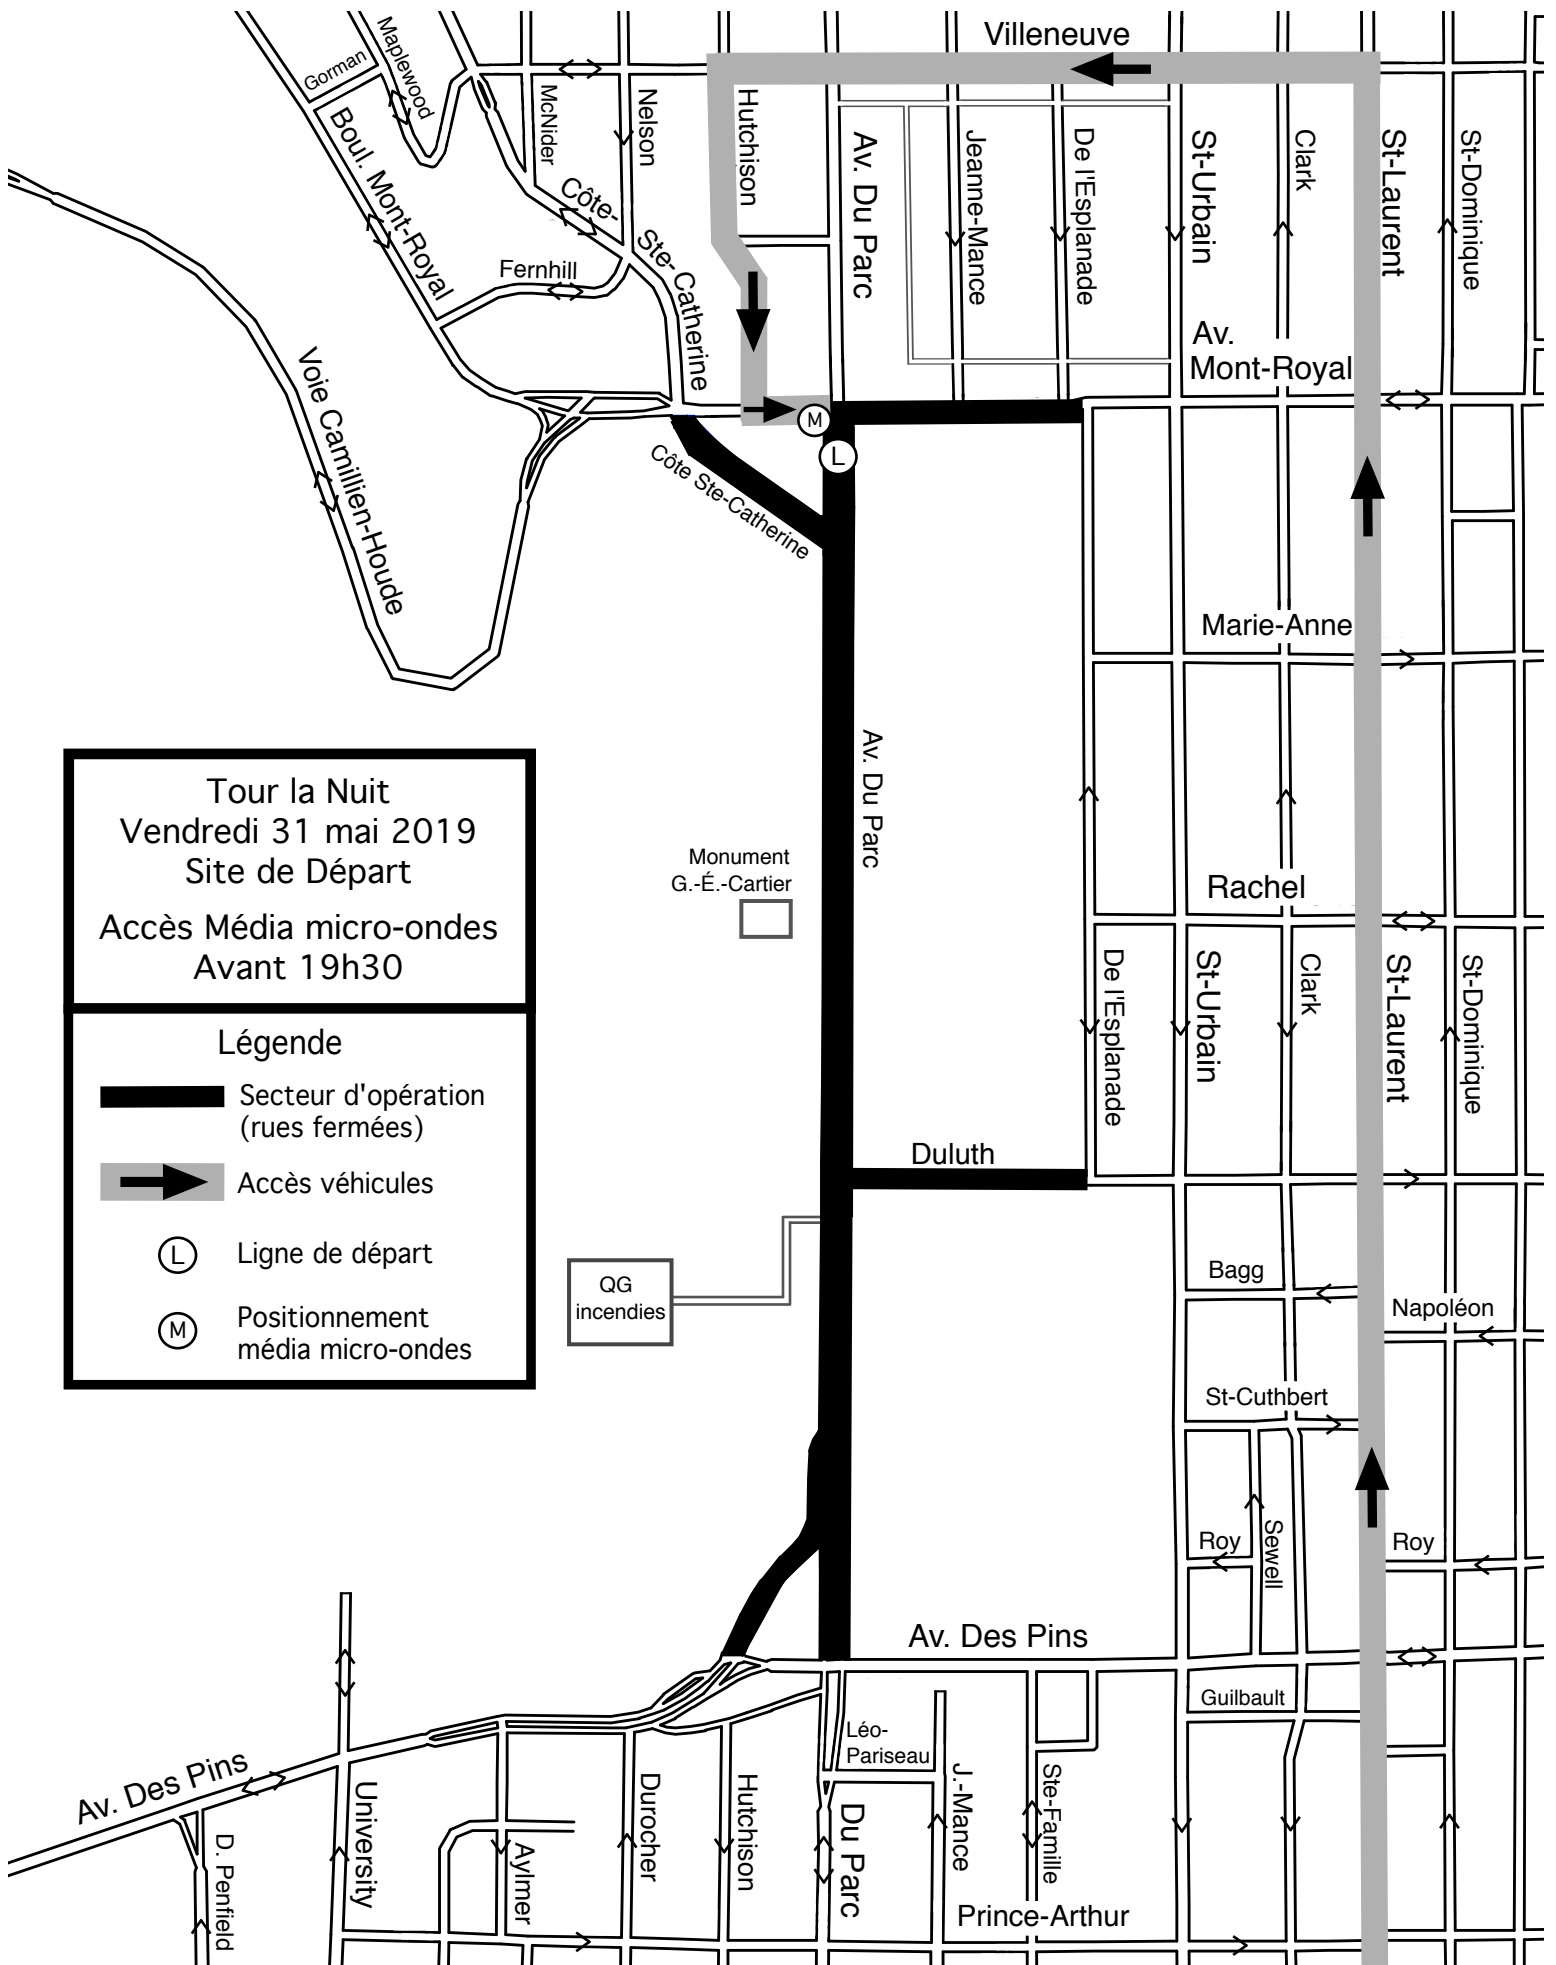 Villeneuve
Gorman
Maplewood
McNider
Nelson
Hutchison
Av. Du Parc
Jeanne-Mance
De l'Esplanade
St-Urbain
Clark
St-Laurent
St-Dominique
Boul. Mont-Royal
Côte-
Ste-Catherine
Fernhill
Av.
Mont-Royal
Voie Camillien-Houde
M
L
Côte Ste-Catherine
Marie-Anne
Av. Du Parc
Tour la Nuit
Vendredi 31 mai 2019
Site de Départ
Accès Média micro-ondes
Avant 19h30
Légende
Secteur d'opération
(rues fermées)
Accès véhicules
L
Ligne de départ
M
Positionnement
média micro-ondes
Monument
G.-É.-Cartier
Rachel
De l'Esplanade
St-Urbain
Clark
St-Laurent
St-Dominique
Duluth
QG
incendies
Bagg
Napoléon
St-Cuthbert
Roy
Sewell
Roy
Av. Des Pins
Guilbault
Léo-
Pariseau
Av. Des Pins
D. Penfield
University
Aylmer
Durocher
Hutchison
Du Parc
J.-Mance
Ste-Famille
Prince-Arthur